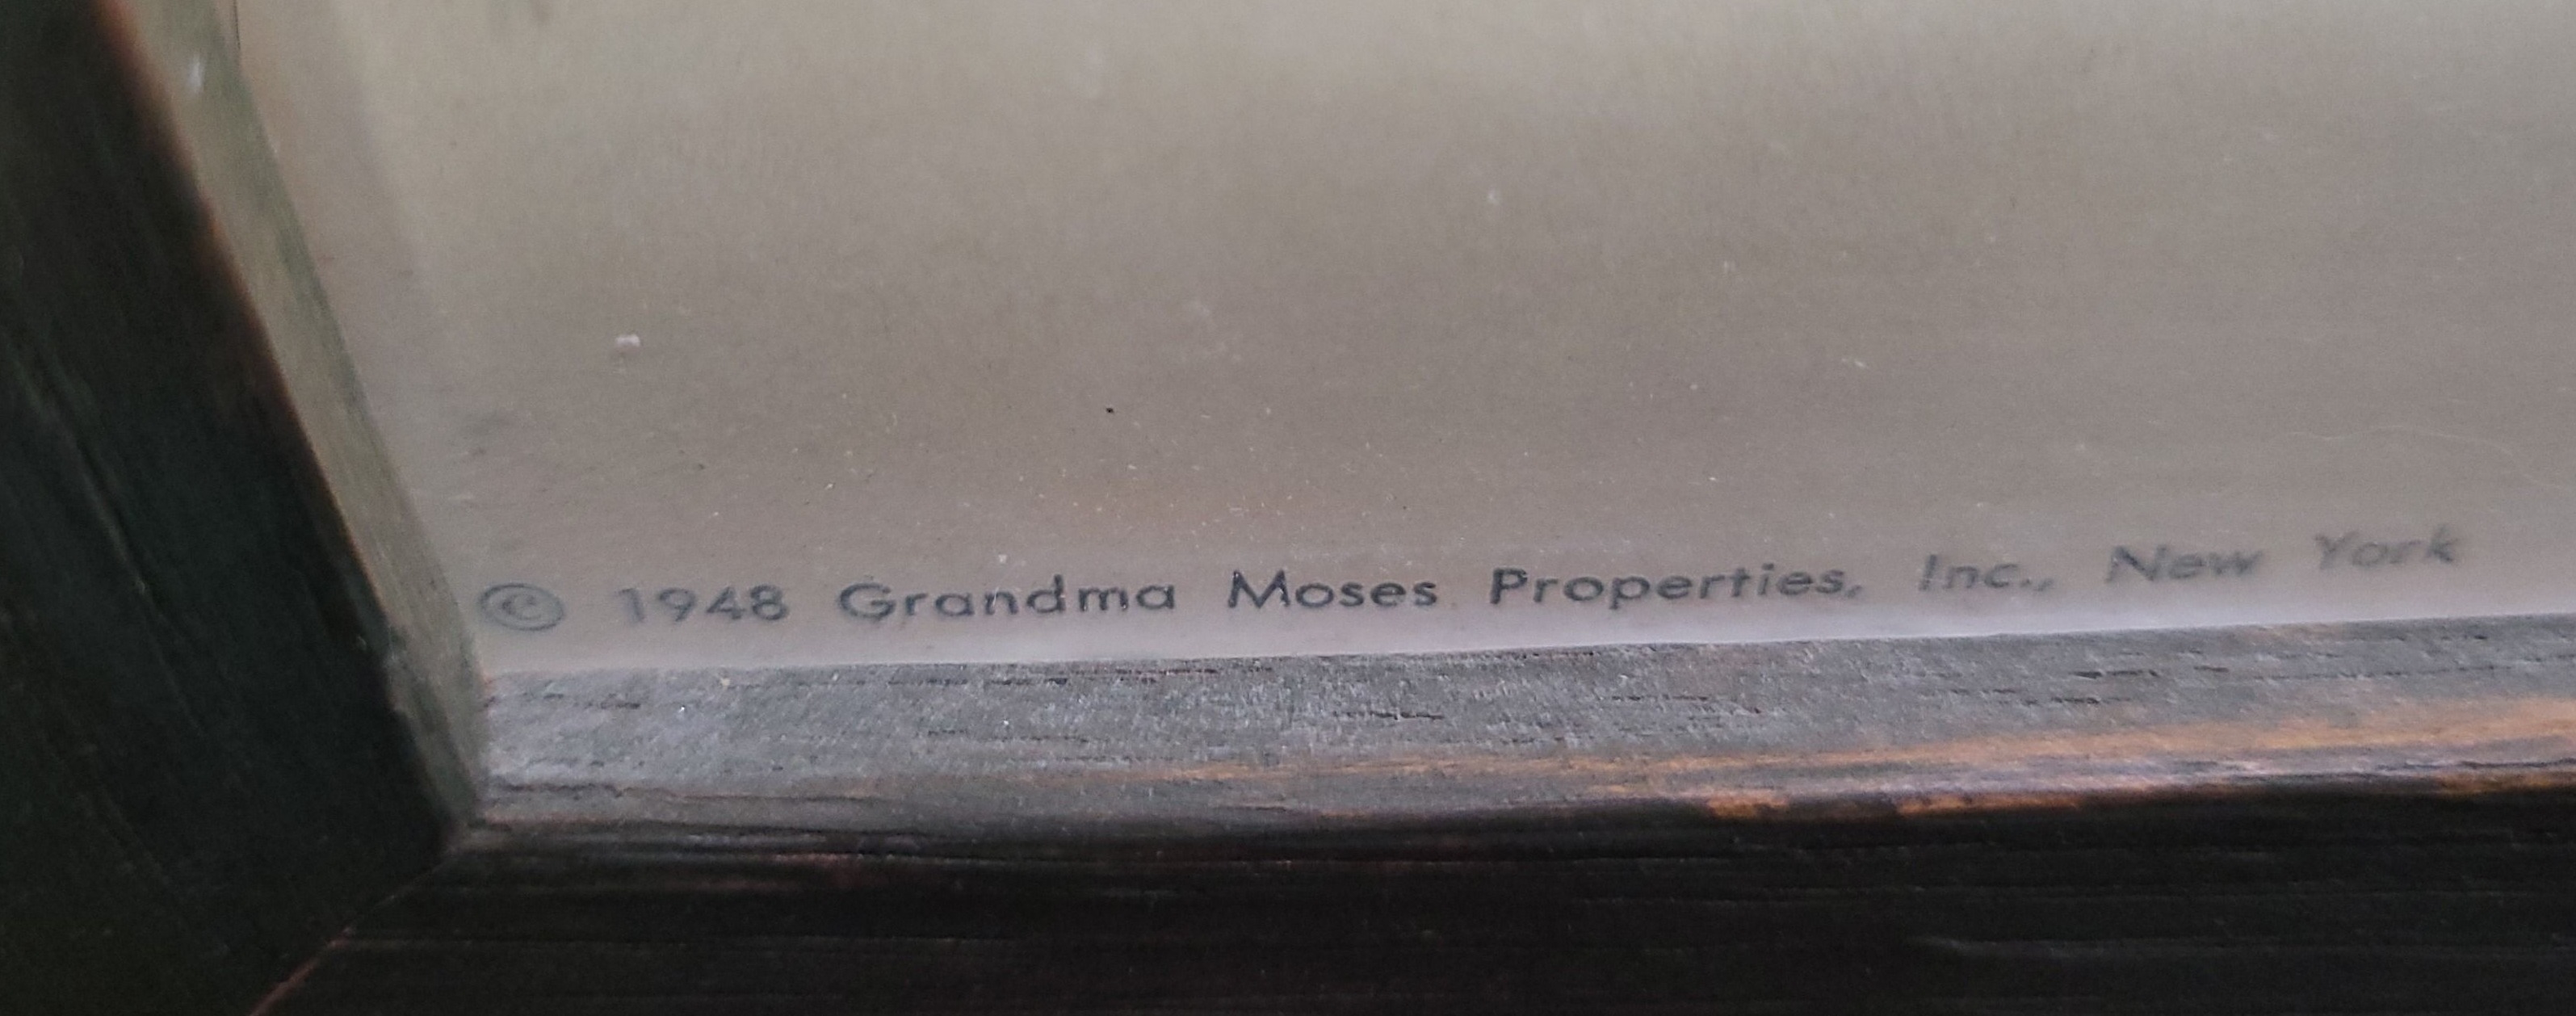 © 1948 Grandma Moses Properties, Inc., New York